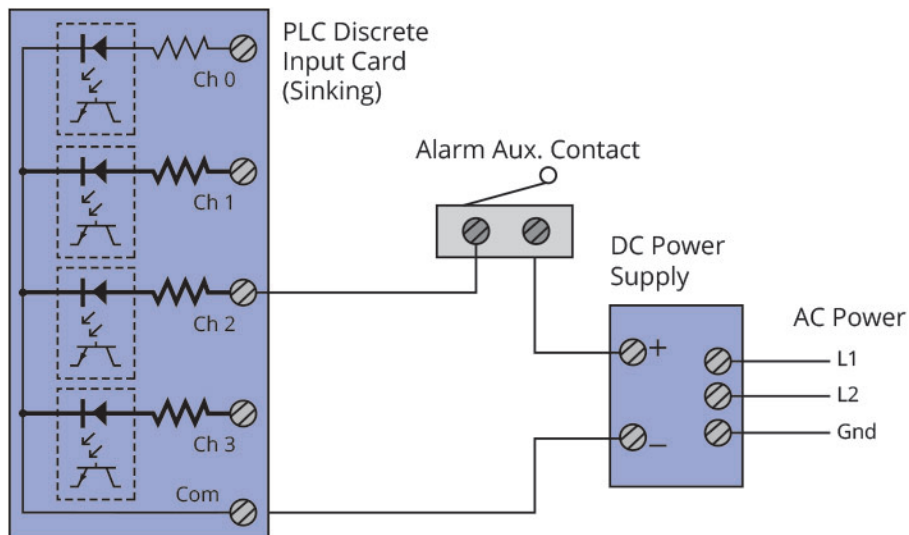 PLC Discrete
Input Card
(Sinking)
Ch 0
Ch 1
Ch 2
Ch 3
Com
Alarm Aux. Contact
DC Power
Supply
+
−
AC Power
L1
L2
Gnd